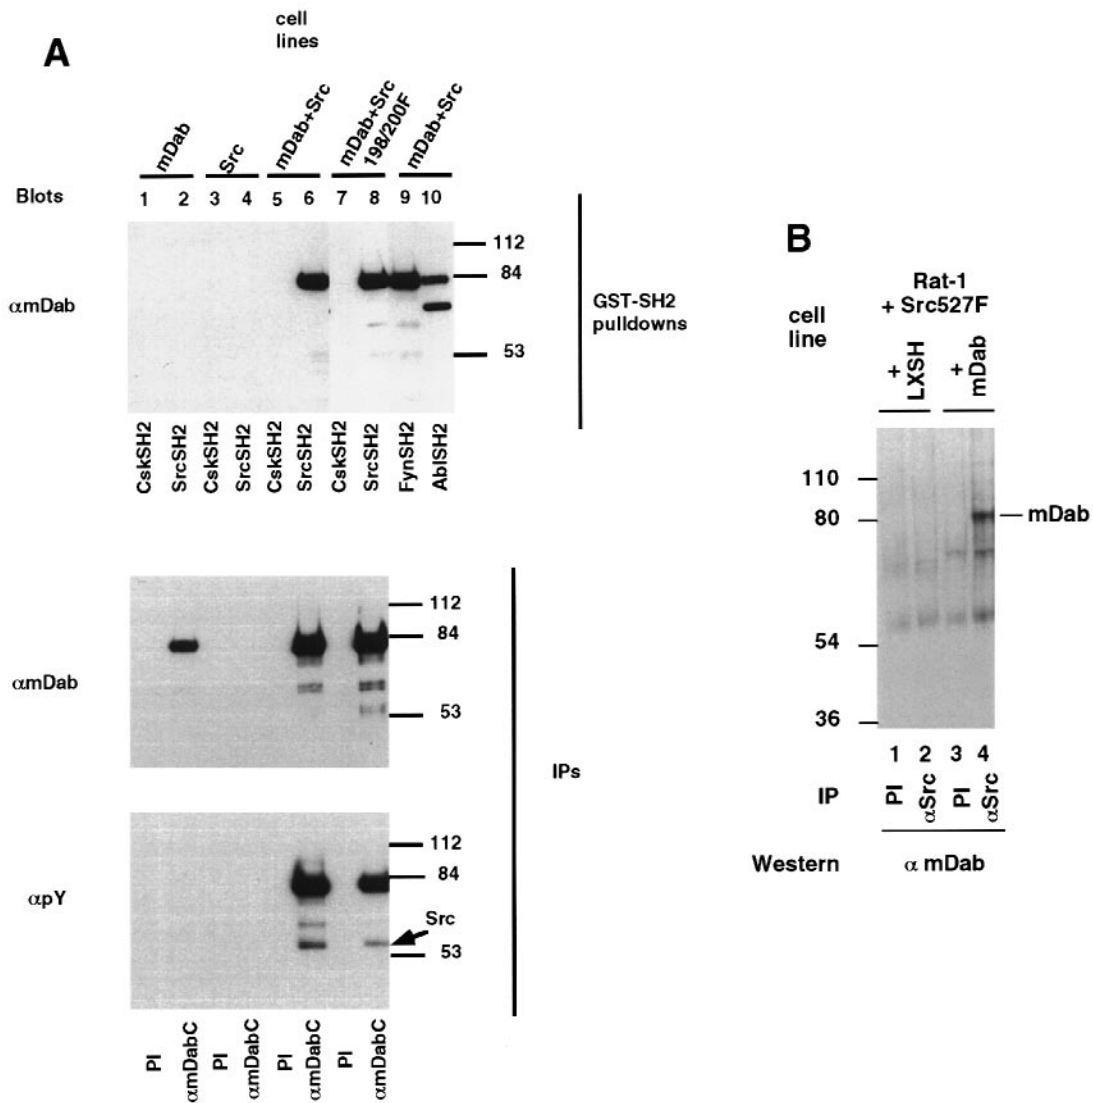 A
cell
lines
mDab
Src
mDab+Src
mDab+Src
198/200F
mDab+Src
Blots 1 2 3 4 5 6 7 8 9 10
112
84
53
αmDab
GST-SH2
pulldowns
CskSH2 SrcSH2 CskSH2 SrcSH2 CskSH2 SrcSH2 CskSH2 SrcSH2 FynSH2 AblSH2
112
84
53
αmDab
IPs
112
84
Src
53
αpY
PI αmDabC PI αmDabC PI αmDabC PI αmDabC
B
Rat-1
+ Src527F
cell
line
+
LXSH
+
mDab
110
80
mDab
54
36
1 2 3 4
IP PI αSrc PI αSrc
Western α mDab